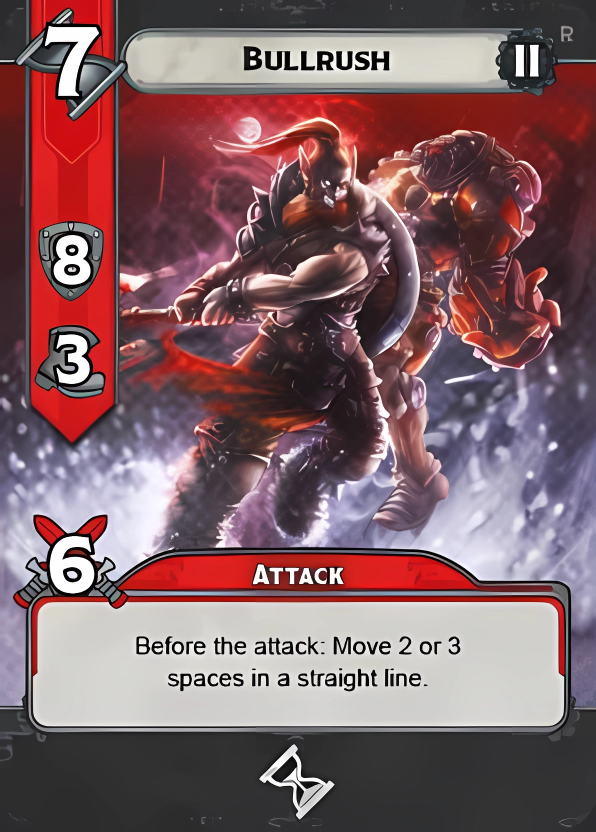 7
BULLRUSH
II
R
8
3
6
ATTACK
Before the attack: Move 2 or 3
spaces in a straight line.